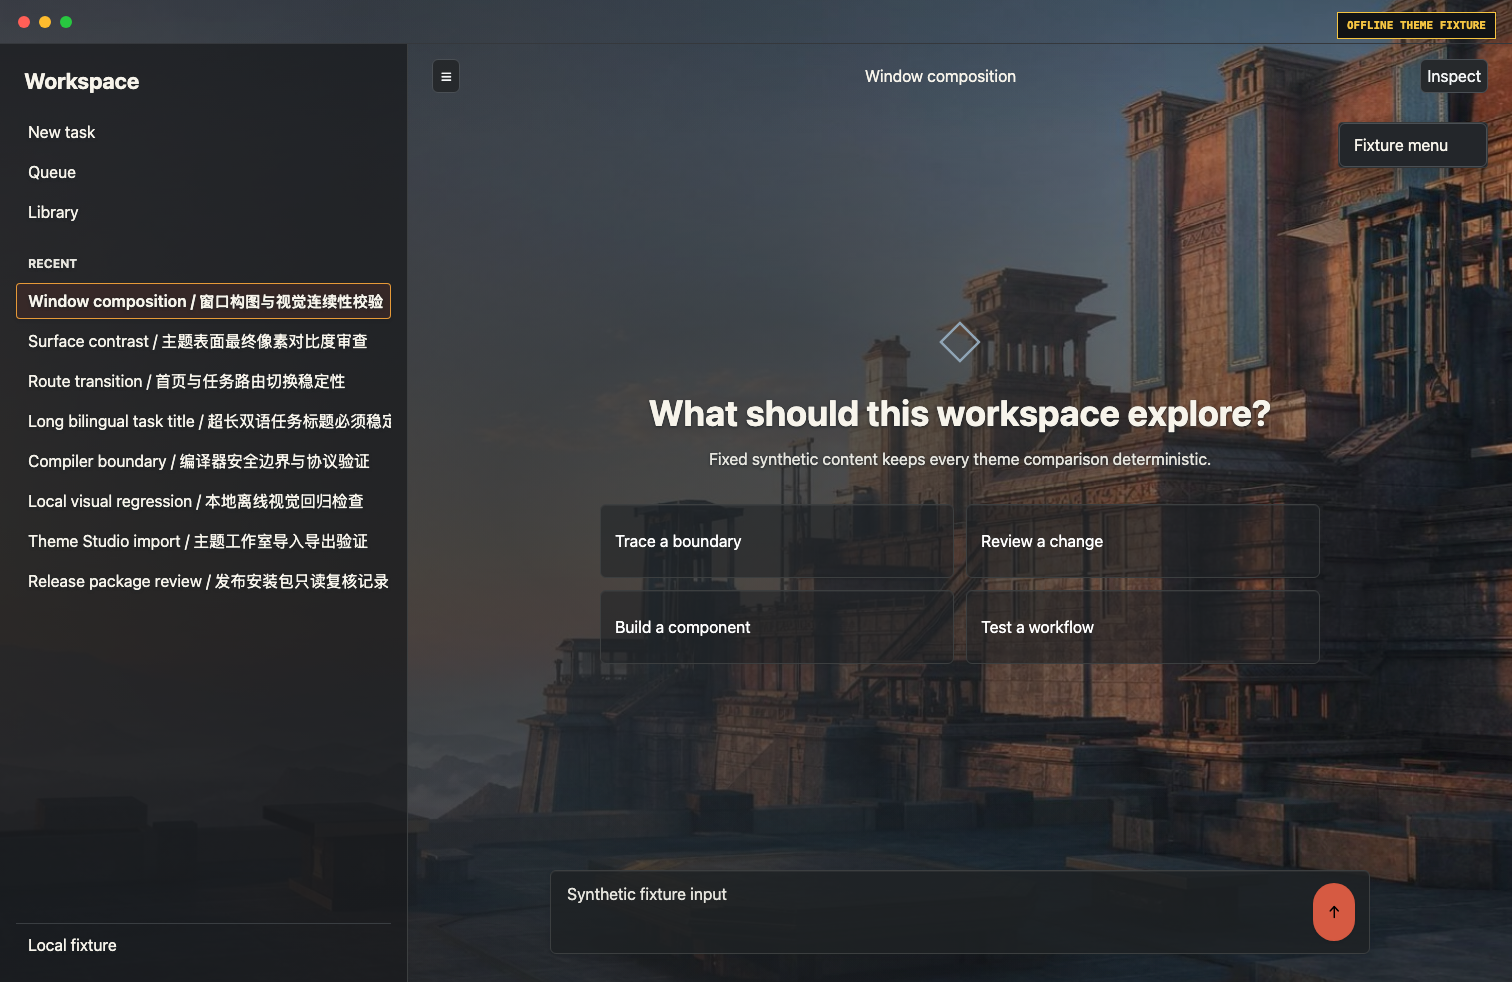 OFFLINE THEME FIXTURE
Workspace
New task
Queue
Library
RECENT
Window composition / 窗口构图与视觉连续性校验
Surface contrast / 主题表面最终像素对比度审查
Route transition / 首页与任务路由切换稳定性
Long bilingual task title / 超长双语任务标题必须稳定
Compiler boundary / 编译器安全边界与协议验证
Local visual regression / 本地离线视觉回归检查
Theme Studio import / 主题工作室导入导出验证
Release package review / 发布安装包只读复核记录
Local fixture
Window composition
Inspect
Fixture menu
What should this workspace explore?
Fixed synthetic content keeps every theme comparison deterministic.
Trace a boundary
Review a change
Build a component
Test a workflow
Synthetic fixture input